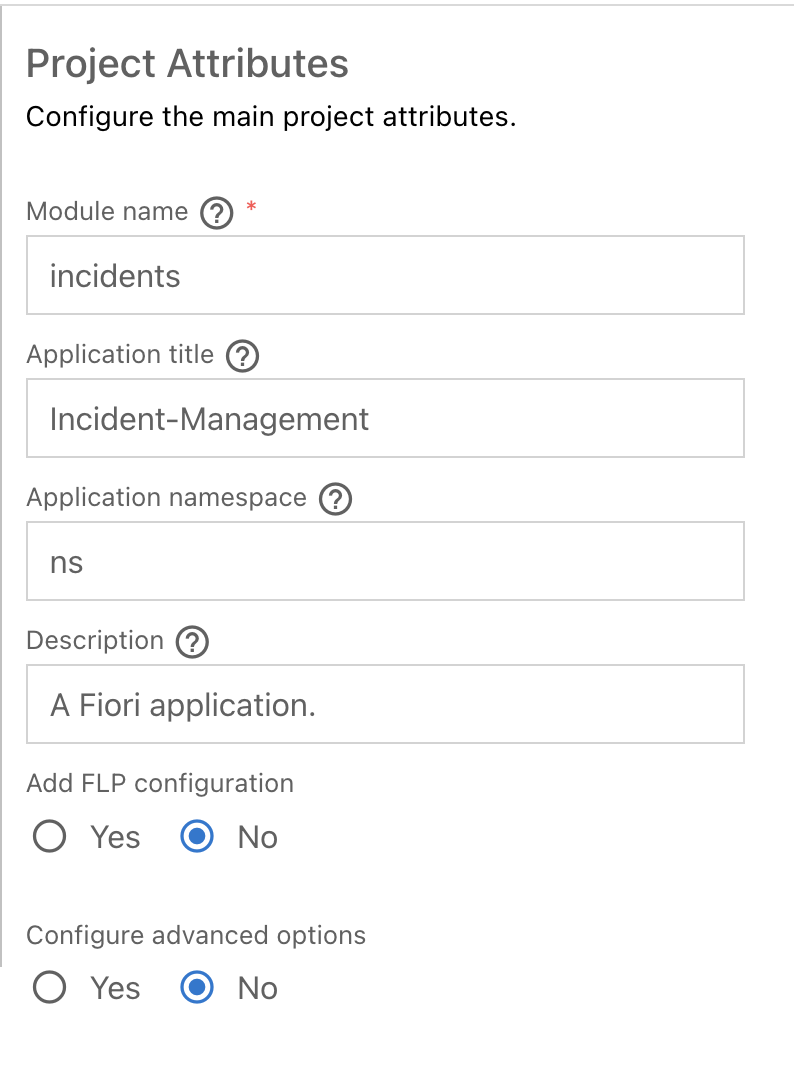 Project Attributes
Configure the main project attributes.
Module name ? *
incidents
Application title ?
Incident-Management
Application namespace ?
ns
Description ?
A Fiori application.
Add FLP configuration
Yes No
Configure advanced options
Yes No